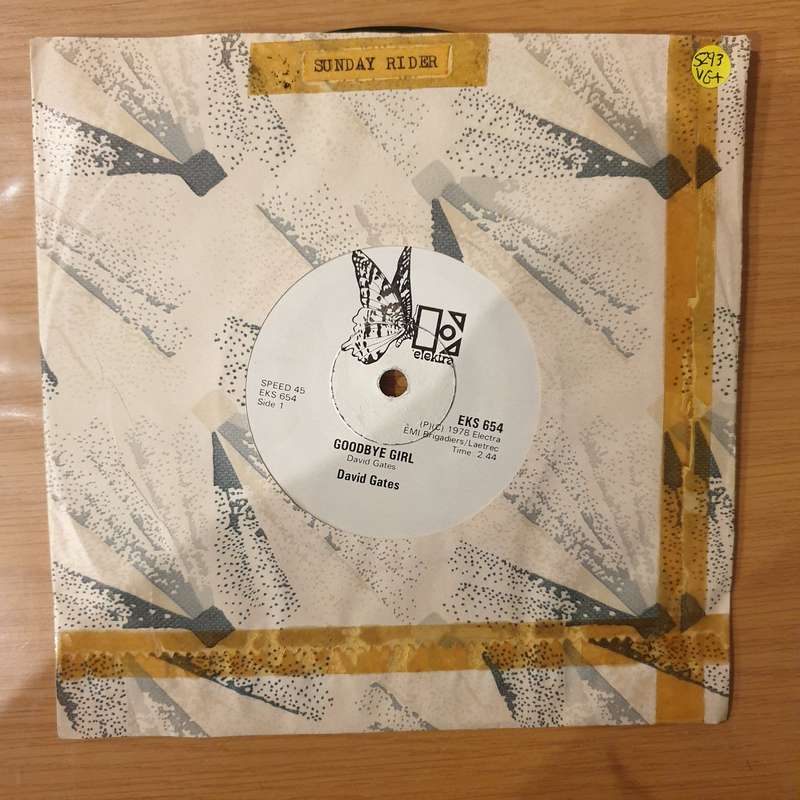 SUNDAY RIDER
5293
VG+
elektra
SPEED 45
EKS 654
Side 1
EKS 654
(P)(C) 1978 Electra
EMI Brigadiers/Laetrec
Time 2.44
GOODBYE GIRL
David Gates
David Gates